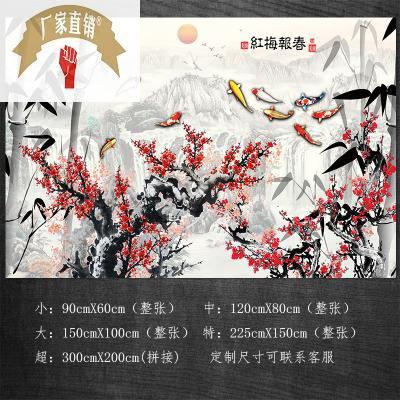 厂家直销®
紅梅報春
小：90cmX60cm（整张） 中：120cmX80cm（整张）
大：150cmX100cm（整张） 特：225cmX150cm（整张）
超：300cmX200cm(拼接) 定制尺寸可联系客服